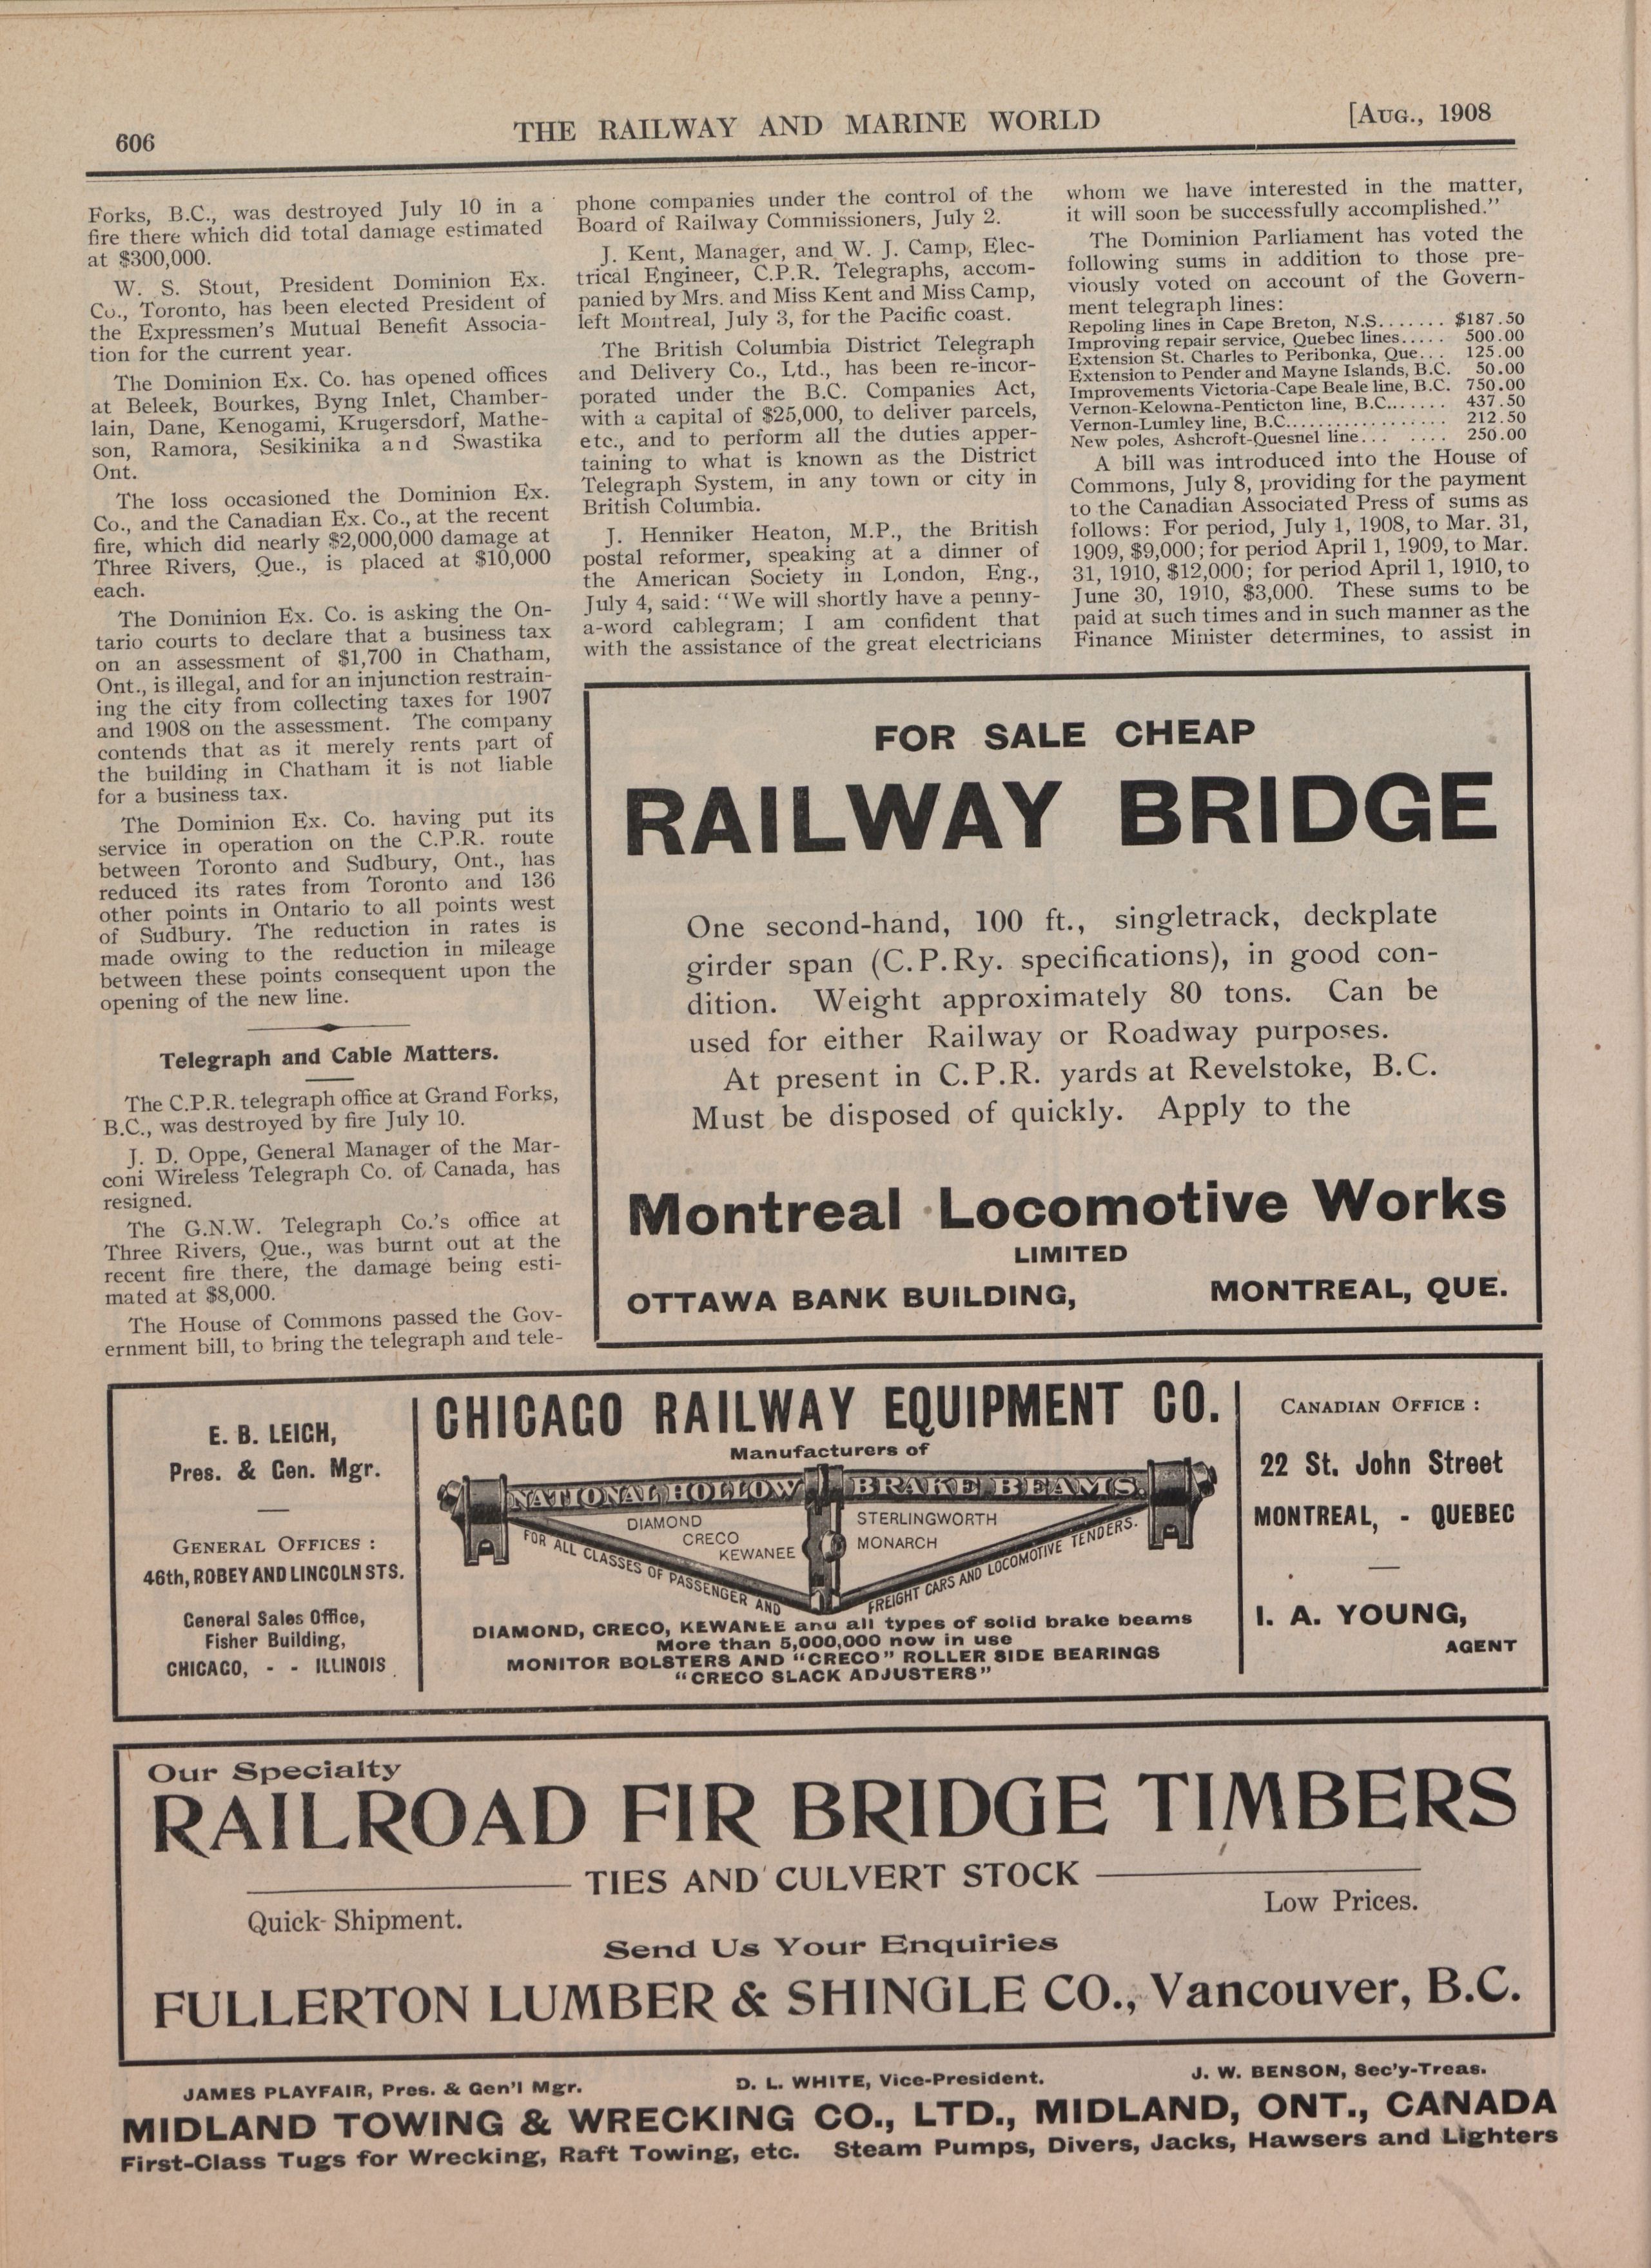 606
THE RAILWAY AND MARINE WORLD
[AUG., 1908
Forks, B.C., was destroyed July 10 in a
fire there which did total damage estimated
at $300,000.
W. S. Stout, President Dominion Ex.
Co., Toronto, has been elected President of
the Expressmen's Mutual Benefit Associa-
tion for the current year.
The Dominion Ex. Co. has opened offices
at Beleek, Bourkes, Byng Inlet, Chamber-
lain, Dane, Kenogami, Krugersdorf, Mathe-
son, Ramora, Sesikinika and Swastika
Ont.
The loss occasioned the Dominion Ex.
Co., and the Canadian Ex. Co., at the recent
fire, which did nearly $2,000,000 damage at
Three Rivers, Que., is placed at $10,000
each.
The Dominion Ex. Co. is asking the On-
tario courts to declare that a business tax
on an assessment of $1,700 in Chatham,
Ont., is illegal, and for an injunction restrain-
ing the city from collecting taxes for 1907
and 1908 on the assessment. The company
contends that as it merely rents part of
the building in Chatham it is not liable
for a business tax.
The Dominion Ex. Co. having put its
service in operation on the C.P.R. route
between Toronto and Sudbury, Ont., has
reduced its rates from Toronto and 136
other points in Ontario to all points west
of Sudbury. The reduction in rates is
made owing to the reduction in mileage
between these points consequent upon the
opening of the new line.
Telegraph and Cable Matters.
The C.P.R. telegraph office at Grand Forks,
B.C., was destroyed by fire July 10.
J. D. Oppe, General Manager of the Mar-
coni Wireless Telegraph Co. of Canada, has
resigned.
The G.N.W. Telegraph Co.'s office at
Three Rivers, Que., was burnt out at the
recent fire there, the damage being esti-
mated at $8,000.
The House of Commons passed the Gov-
ernment bill, to bring the telegraph and tele-
phone companies under the control of the
Board of Railway Commissioners, July 2.
J. Kent, Manager, and W. J. Camp, Elec-
trical Engineer, C.P.R. Telegraphs, accom-
panied by Mrs. and Miss Kent and Miss Camp,
left Montreal, July 3, for the Pacific coast.
The British Columbia District Telegraph
and Delivery Co., Ltd., has been re-incor-
porated under the B.C. Companies Act,
with a capital of $25,000, to deliver parcels,
etc., and to perform all the duties apper-
taining to what is known as the District
Telegraph System, in any town or city in
British Columbia.
J. Henniker Heaton, M.P., the British
postal reformer, speaking at a dinner of
the American Society in London, Eng.,
July 4, said: "We will shortly have a penny-
a-word cablegram; I am confident that
with the assistance of the great electricians
whom we have interested in the matter,
it will soon be successfully accomplished."
The Dominion Parliament has voted the
following sums in addition to those pre-
viously voted on account of the Govern-
ment telegraph lines:
Repoling lines in Cape Breton, N.S....... $187.50
Improving repair service, Quebec lines..... 500.00
Extension St. Charles to Peribonka, Que... 125.00
Extension to Pender and Mayne Islands, B.C. 50.00
Improvements Victoria-Cape Beale line, B.C. 750.00
Vernon-Kelowna-Penticton line, B.C....... 437.50
Vernon-Lumley line, B.C................. 212.50
New poles, Ashcroft-Quesnel line... .... 250.00
A bill was introduced into the House of
Commons, July 8, providing for the payment
to the Canadian Associated Press of sums as
follows: For period, July 1, 1908, to Mar. 31,
1909, $9,000; for period April 1, 1909, to Mar.
31, 1910, $12,000; for period April 1, 1910, to
June 30, 1910, $3,000. These sums to be
paid at such times and in such manner as the
Finance Minister determines, to assist in
FOR SALE CHEAP
RAILWAY BRIDGE
One second-hand, 100 ft., singletrack, deckplate
girder span (C.P.Ry. specifications), in good con-
dition. Weight approximately 80 tons. Can be
used for either Railway or Roadway purposes.
At present in C.P.R. yards at Revelstoke, B.C.
Must be disposed of quickly. Apply to the
Montreal Locomotive Works
LIMITED
OTTAWA BANK BUILDING, MONTREAL, QUE.
E. B. LEIGH,
Pres. & Gen. Mgr.
GENERAL OFFICES :
46th, ROBEY AND LINCOLN STS.
General Sales Office,
Fisher Building,
CHICAGO, - - ILLINOIS
CHICAGO RAILWAY EQUIPMENT CO.
Manufacturers of
NATIONAL HOLLOW BRAKE BEAMS.
DIAMOND
CRECO
KEWANEE
STERLINGWORTH
MONARCH
FOR ALL CLASSES OF PASSENGER AND
FREIGHT CARS AND LOCOMOTIVE TENDERS.
DIAMOND, CRECO, KEWANEE and all types of solid brake beams
More than 5,000,000 now in use
MONITOR BOLSTERS AND "CRECO" ROLLER SIDE BEARINGS
"CRECO SLACK ADJUSTERS"
CANADIAN OFFICE :
22 St. John Street
MONTREAL, - QUEBEC
I. A. YOUNG,
AGENT
Our Specialty
RAILROAD FIR BRIDGE TIMBERS
TIES AND CULVERT STOCK
Quick Shipment. Low Prices.
Send Us Your Enquiries
FULLERTON LUMBER & SHINGLE CO., Vancouver, B.C.
JAMES PLAYFAIR, Pres. & Gen'l Mgr. D. L. WHITE, Vice-President. J. W. BENSON, Sec'y-Treas.
MIDLAND TOWING & WRECKING CO., LTD., MIDLAND, ONT., CANADA
First-Class Tugs for Wrecking, Raft Towing, etc. Steam Pumps, Divers, Jacks, Hawsers and Lighters